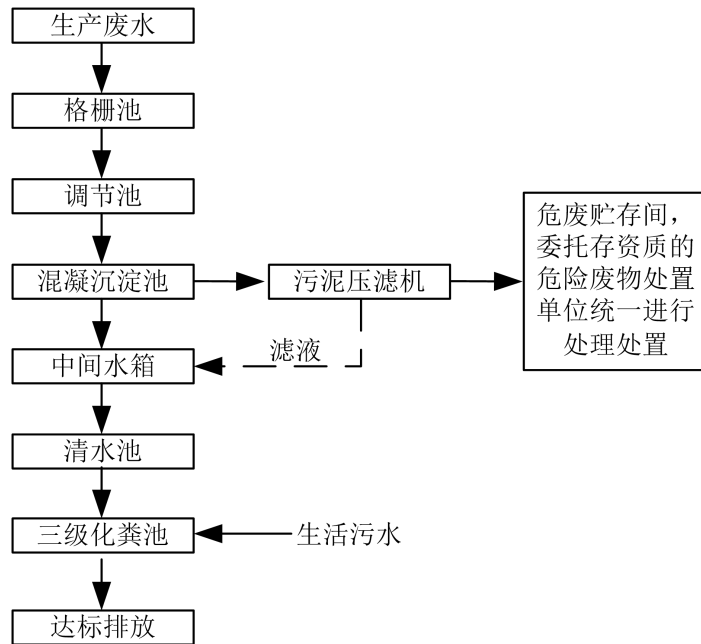 生产废水
格栅池
调节池
混凝沉淀池
污泥压滤机
危废贮存间，
委托存资质的
危险废物处置
单位统一进行
处理处置
滤液
中间水箱
清水池
三级化粪池
生活污水
达标排放